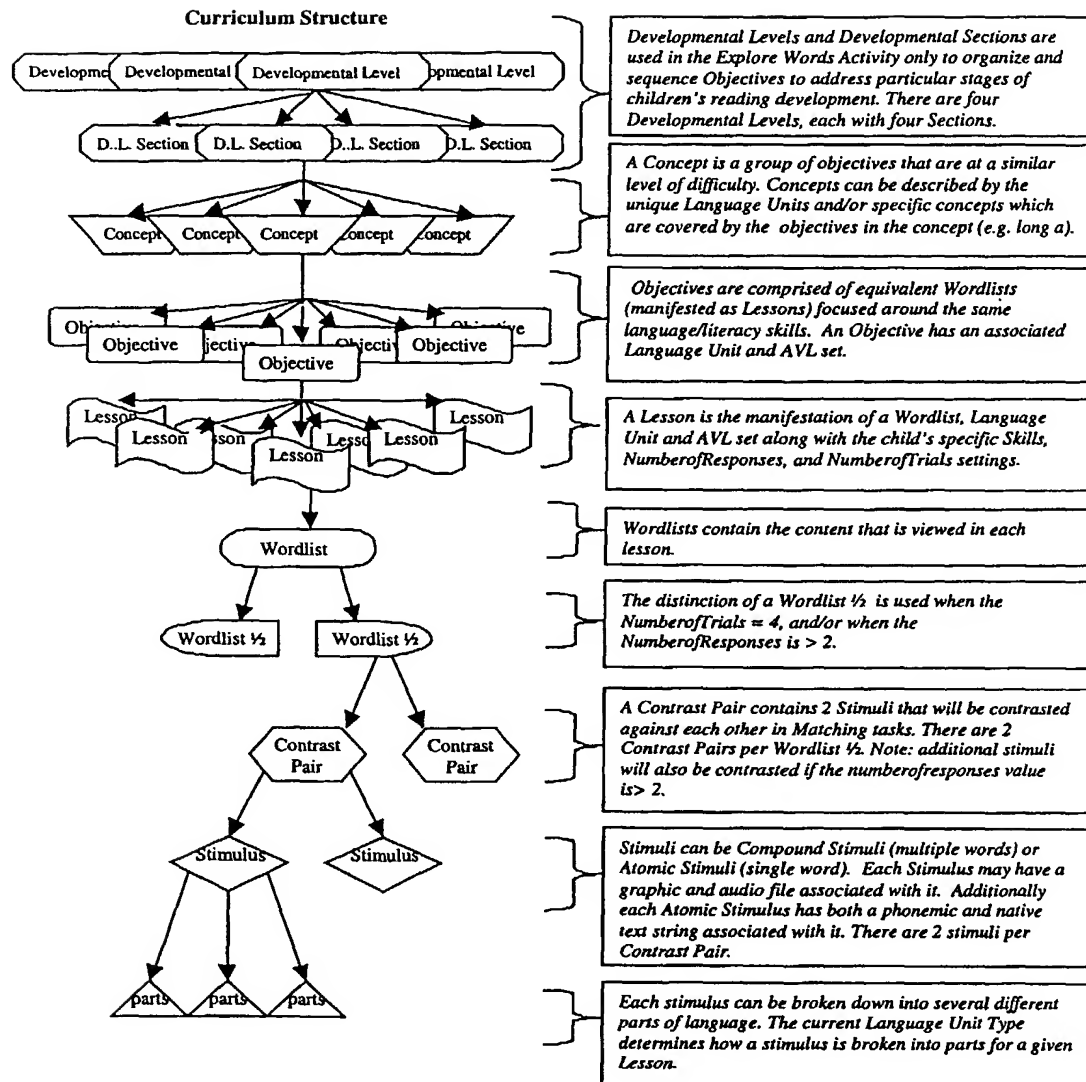 Curriculum Structure
Developme
Developmental
Developmental Level
opmental Level
D..L. Section
D.L. Section
D..L. Section
D.L. Section
Concept
Concept
Concept
Concept
concept
Objective
Objective
Objective
jective
Objective
Objective
Objective
Lesson
Lesson
Lesson
Lesson
Lesson
Lesson
Lesson
Wordlist
Wordlist ½
Wordlist ½
Contrast
Pair
Contrast
Pair
Stimulus
Stimulus
parts
parts
parts
Developmental Levels and Developmental Sections are
used in the Explore Words Activity only to organize and
sequence Objectives to address particular stages of
children's reading development. There are four
Developmental Levels, each with four Sections.
A Concept is a group of objectives that are at a similar
level of difficulty. Concepts can be described by the
unique Language Units and/or specific concepts which
are covered by the objectives in the concept (e.g. long a).
Objectives are comprised of equivalent Wordlists
(manifested as Lessons) focused around the same
language/literacy skills. An Objective has an associated
Language Unit and AVL set.
A Lesson is the manifestation of a Wordlist, Language
Unit and AVL set along with the child's specific Skills,
NumberofResponses, and NumberofTrials settings.
Wordlists contain the content that is viewed in each
lesson.
The distinction of a Wordlist ½ is used when the
NumberofTrials = 4, and/or when the
NumberofResponses is > 2.
A Contrast Pair contains 2 Stimuli that will be contrasted
against each other in Matching tasks. There are 2
Contrast Pairs per Wordlist ½. Note: additional stimuli
will also be contrasted if the numberofresponses value
is> 2.
Stimuli can be Compound Stimuli (multiple words) or
Atomic Stimuli (single word). Each Stimulus may have a
graphic and audio file associated with it. Additionally
each Atomic Stimulus has both a phonemic and native
text string associated with it. There are 2 stimuli per
Contrast Pair.
Each stimulus can be broken down into several different
parts of language. The current Language Unit Type
determines how a stimulus is broken into parts for a given
Lesson.